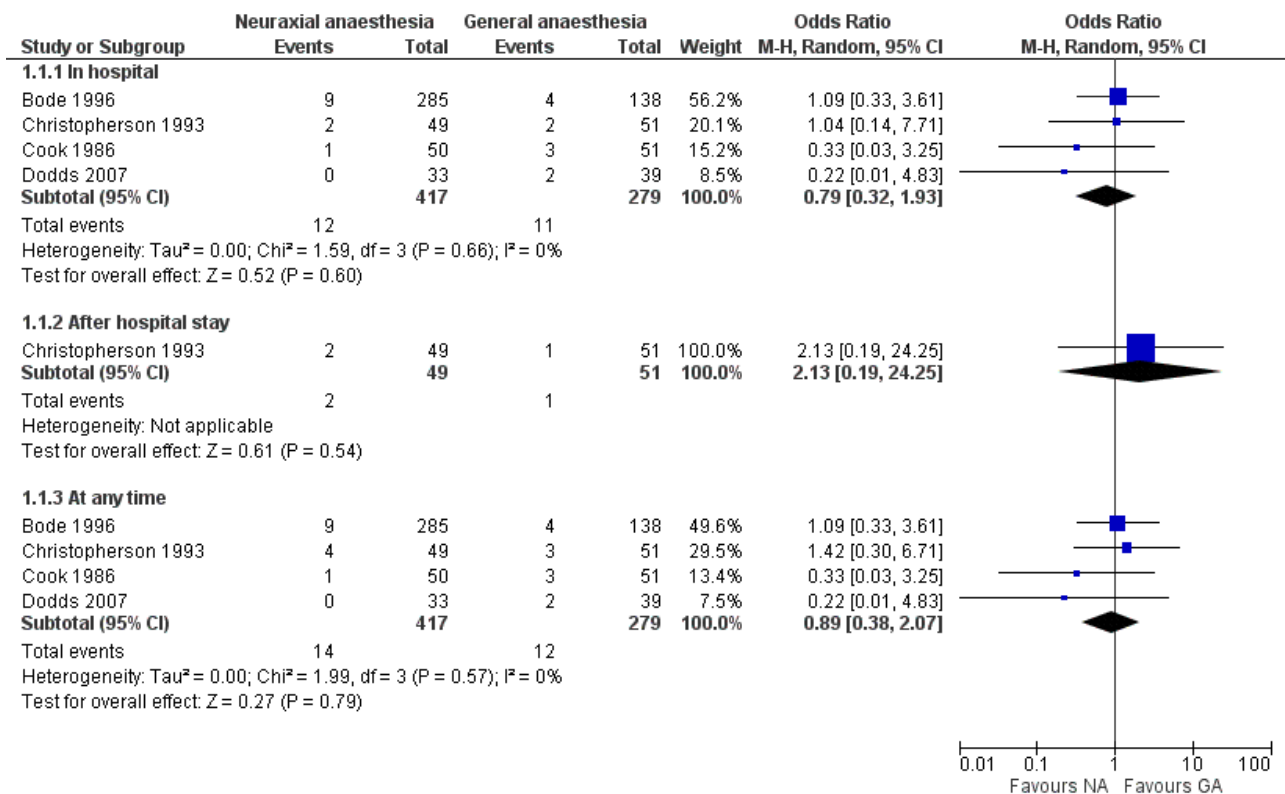 Neuraxial anaesthesia General anaesthesia Odds Ratio Odds Ratio
Study or Subgroup Events Total Events Total Weight M-H, Random, 95% CI M-H, Random, 95% CI
1.1.1 In hospital
Bode 1996 9 285 4 138 56.2% 1.09 [0.33, 3.61]
Christopherson 1993 2 49 2 51 20.1% 1.04 [0.14, 7.71]
Cook 1986 1 50 3 51 15.2% 0.33 [0.03, 3.25]
Dodds 2007 0 33 2 39 8.5% 0.22 [0.01, 4.83]
Subtotal (95% CI) 417 279 100.0% 0.79 [0.32, 1.93]
Total events 12 11
Heterogeneity: Tau² = 0.00; Chi² = 1.59, df = 3 (P = 0.66); I² = 0%
Test for overall effect: Z = 0.52 (P = 0.60)
1.1.2 After hospital stay
Christopherson 1993 2 49 1 51 100.0% 2.13 [0.19, 24.25]
Subtotal (95% CI) 49 51 100.0% 2.13 [0.19, 24.25]
Total events 2 1
Heterogeneity: Not applicable
Test for overall effect: Z = 0.61 (P = 0.54)
1.1.3 At any time
Bode 1996 9 285 4 138 49.6% 1.09 [0.33, 3.61]
Christopherson 1993 4 49 3 51 29.5% 1.42 [0.30, 6.71]
Cook 1986 1 50 3 51 13.4% 0.33 [0.03, 3.25]
Dodds 2007 0 33 2 39 7.5% 0.22 [0.01, 4.83]
Subtotal (95% CI) 417 279 100.0% 0.89 [0.38, 2.07]
Total events 14 12
Heterogeneity: Tau² = 0.00; Chi² = 1.99, df = 3 (P = 0.57); I² = 0%
Test for overall effect: Z = 0.27 (P = 0.79)
0.01 0.1 1 10 100
Favours NA Favours GA